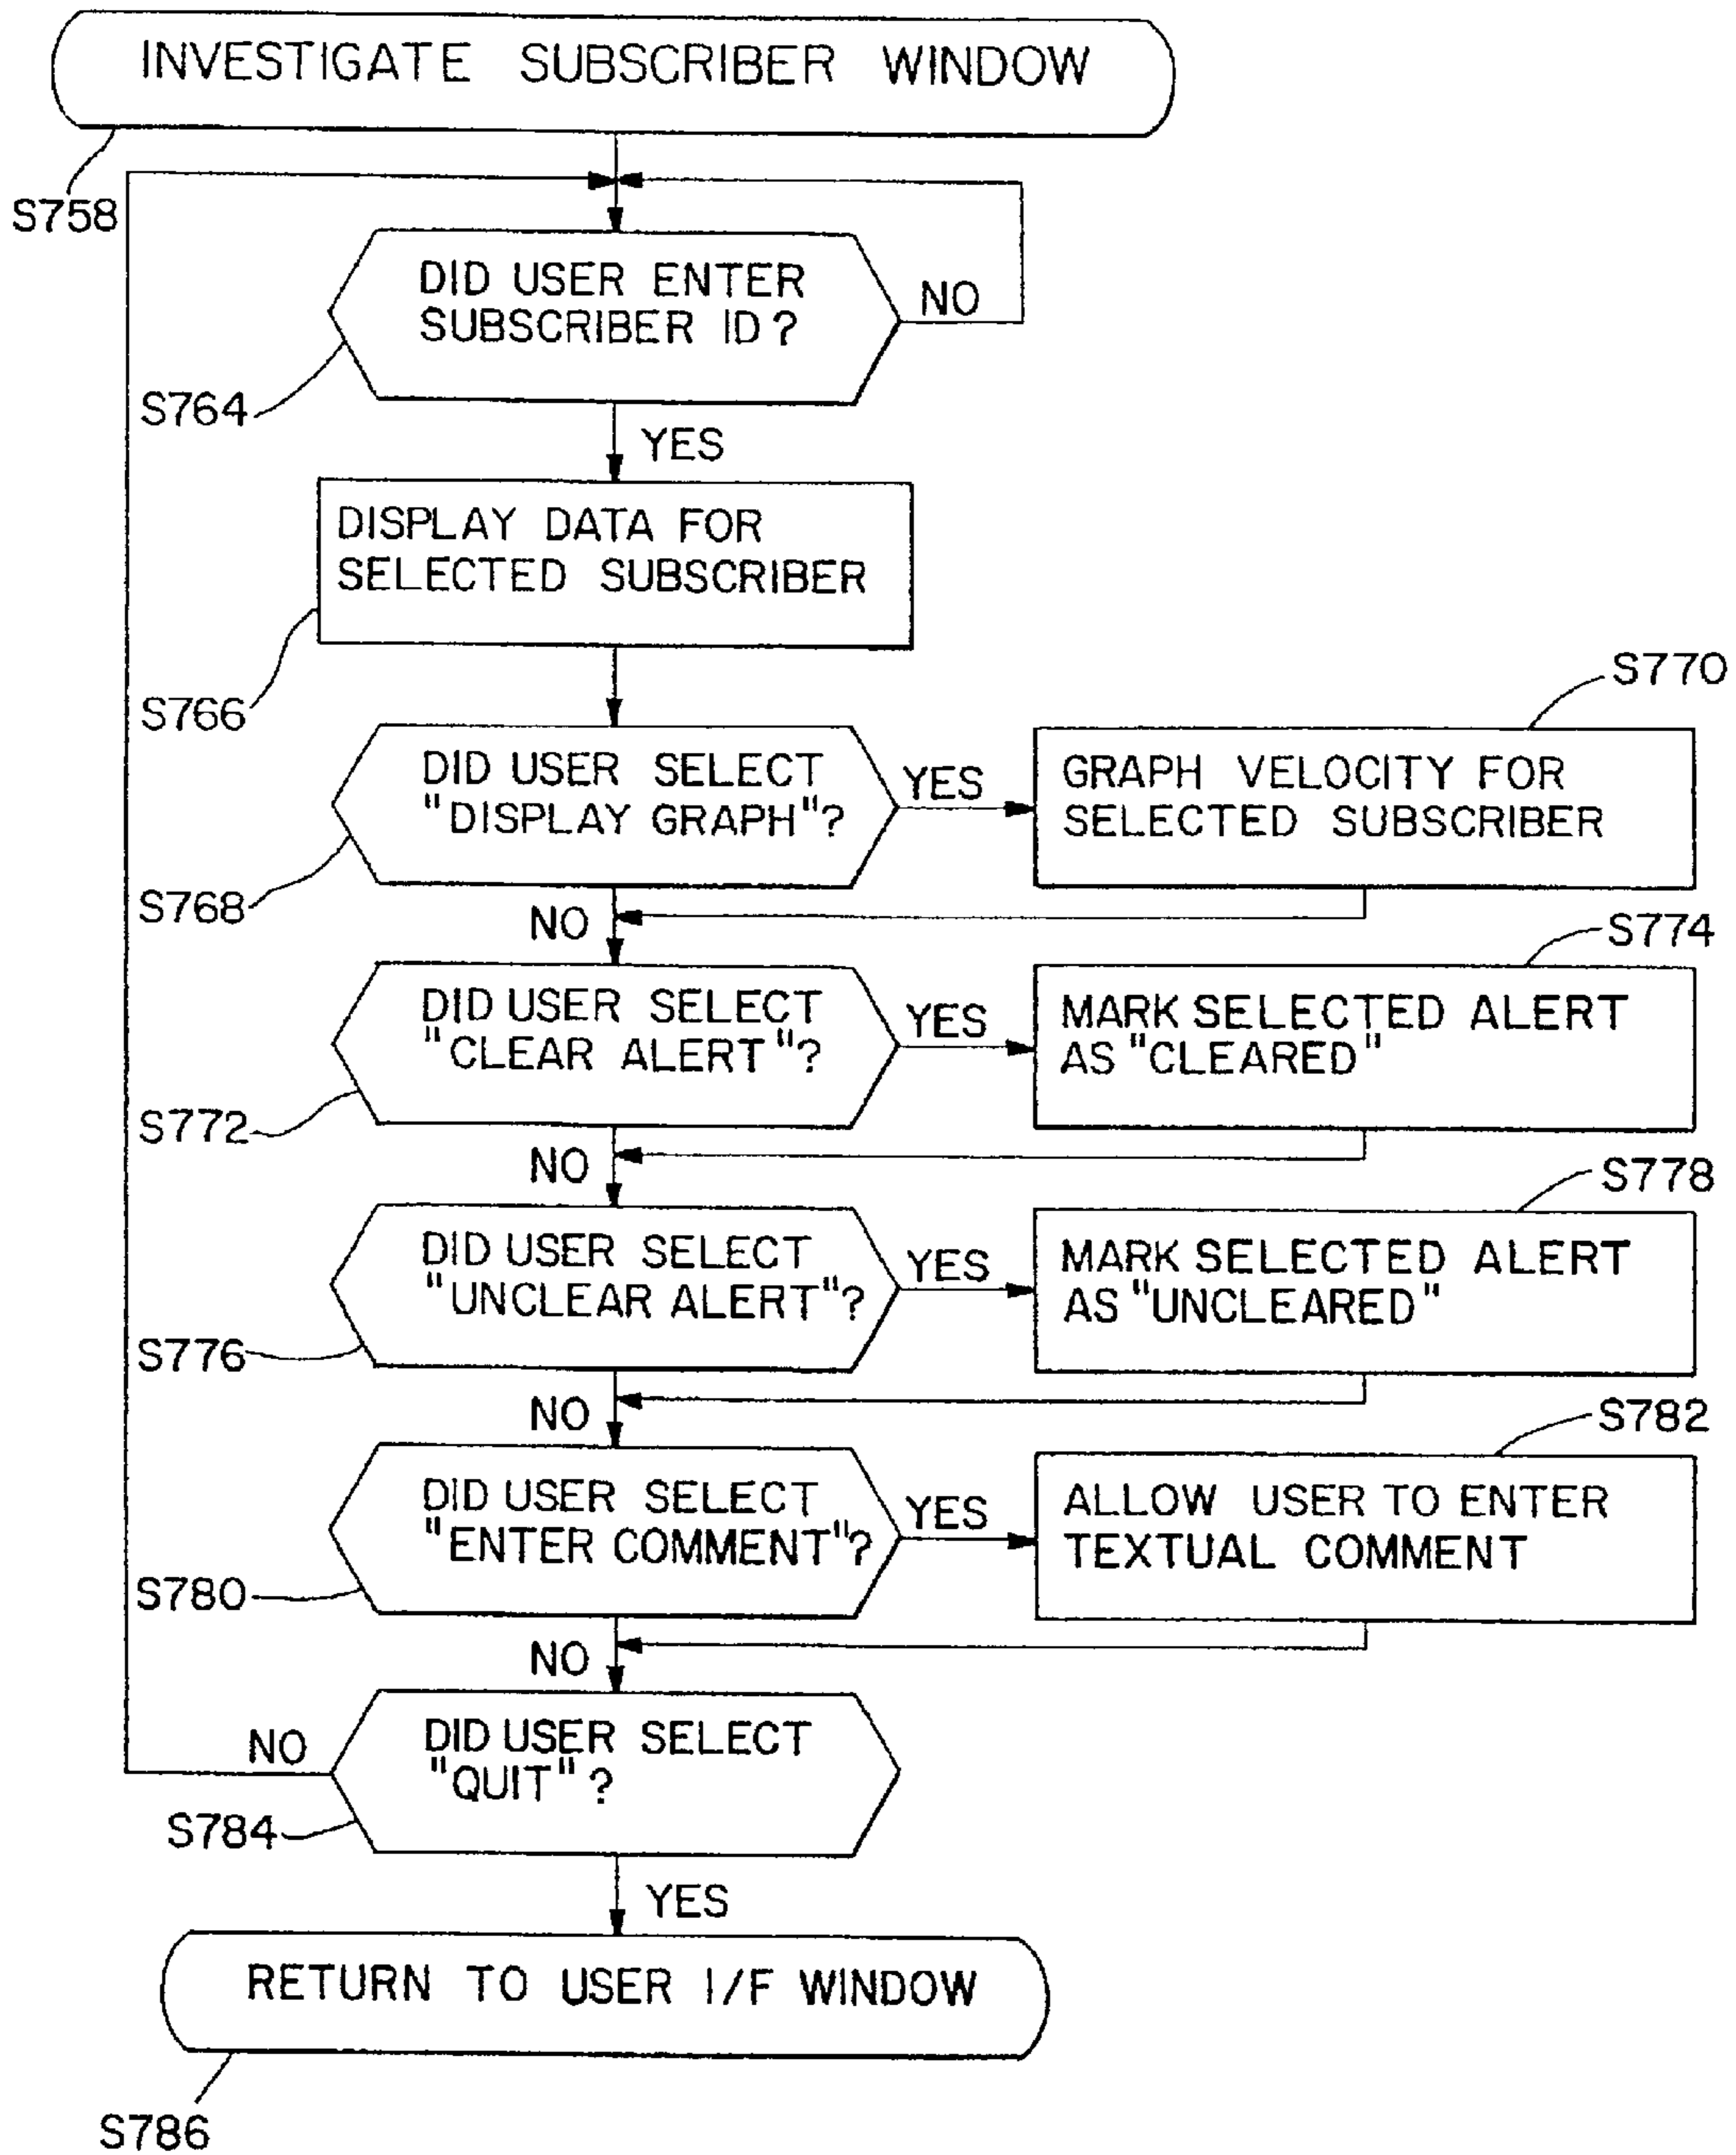 INVESTIGATE SUBSCRIBER WINDOW
S758
DID USER ENTER
SUBSCRIBER ID?
NO
S764
YES
DISPLAY DATA FOR
SELECTED SUBSCRIBER
S766
S770
DID USER SELECT
"DISPLAY GRAPH"?
YES
GRAPH VELOCITY FOR
SELECTED SUBSCRIBER
S768
NO
S774
DID USER SELECT
"CLEAR ALERT"?
YES
MARK SELECTED ALERT
AS "CLEARED"
S772
NO
S778
DID USER SELECT
"UNCLEAR ALERT"?
YES
MARK SELECTED ALERT
AS "UNCLEARED"
S776
NO
S782
DID USER SELECT
"ENTER COMMENT"?
YES
ALLOW USER TO ENTER
TEXTUAL COMMENT
S780
NO
DID USER SELECT
"QUIT"?
NO
S784
YES
RETURN TO USER I/F WINDOW
S786